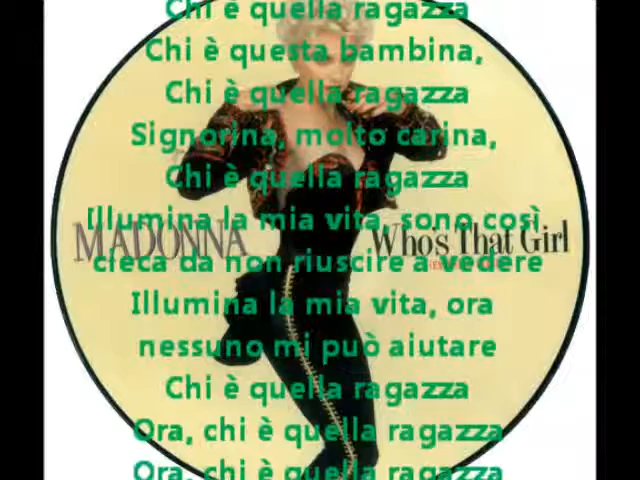 Chi è quella ragazza
Chi è questa bambina,
Chi è quella ragazza
Signorina, molto carina,
Chi è quella ragazza
Illumina la mia vita, sono così
MADONNA
Who's That Girl
cieca da non riuscire a vedere
Illumina la mia vita, ora
nessuno mi può aiutare
Chi è quella ragazza
Ora, chi è quella ragazza
Ora, chi è quella ragazza